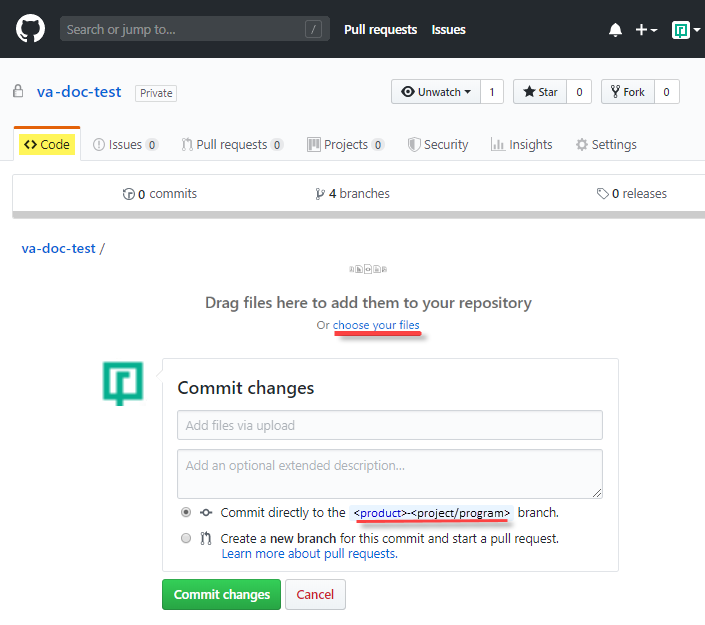 Search or jump to... / Pull requests Issues
va-doc-test Private Unwatch 1 Star 0 Fork 0
Code Issues 0 Pull requests 0 Projects 0 Security Insights Settings
0 commits 4 branches 0 releases
va-doc-test /
Drag files here to add them to your repository
Or choose your files
Commit changes
Add files via upload
Add an optional extended description...
Commit directly to the <product>-<project/program> branch.
Create a new branch for this commit and start a pull request.
Learn more about pull requests.
Commit changes Cancel